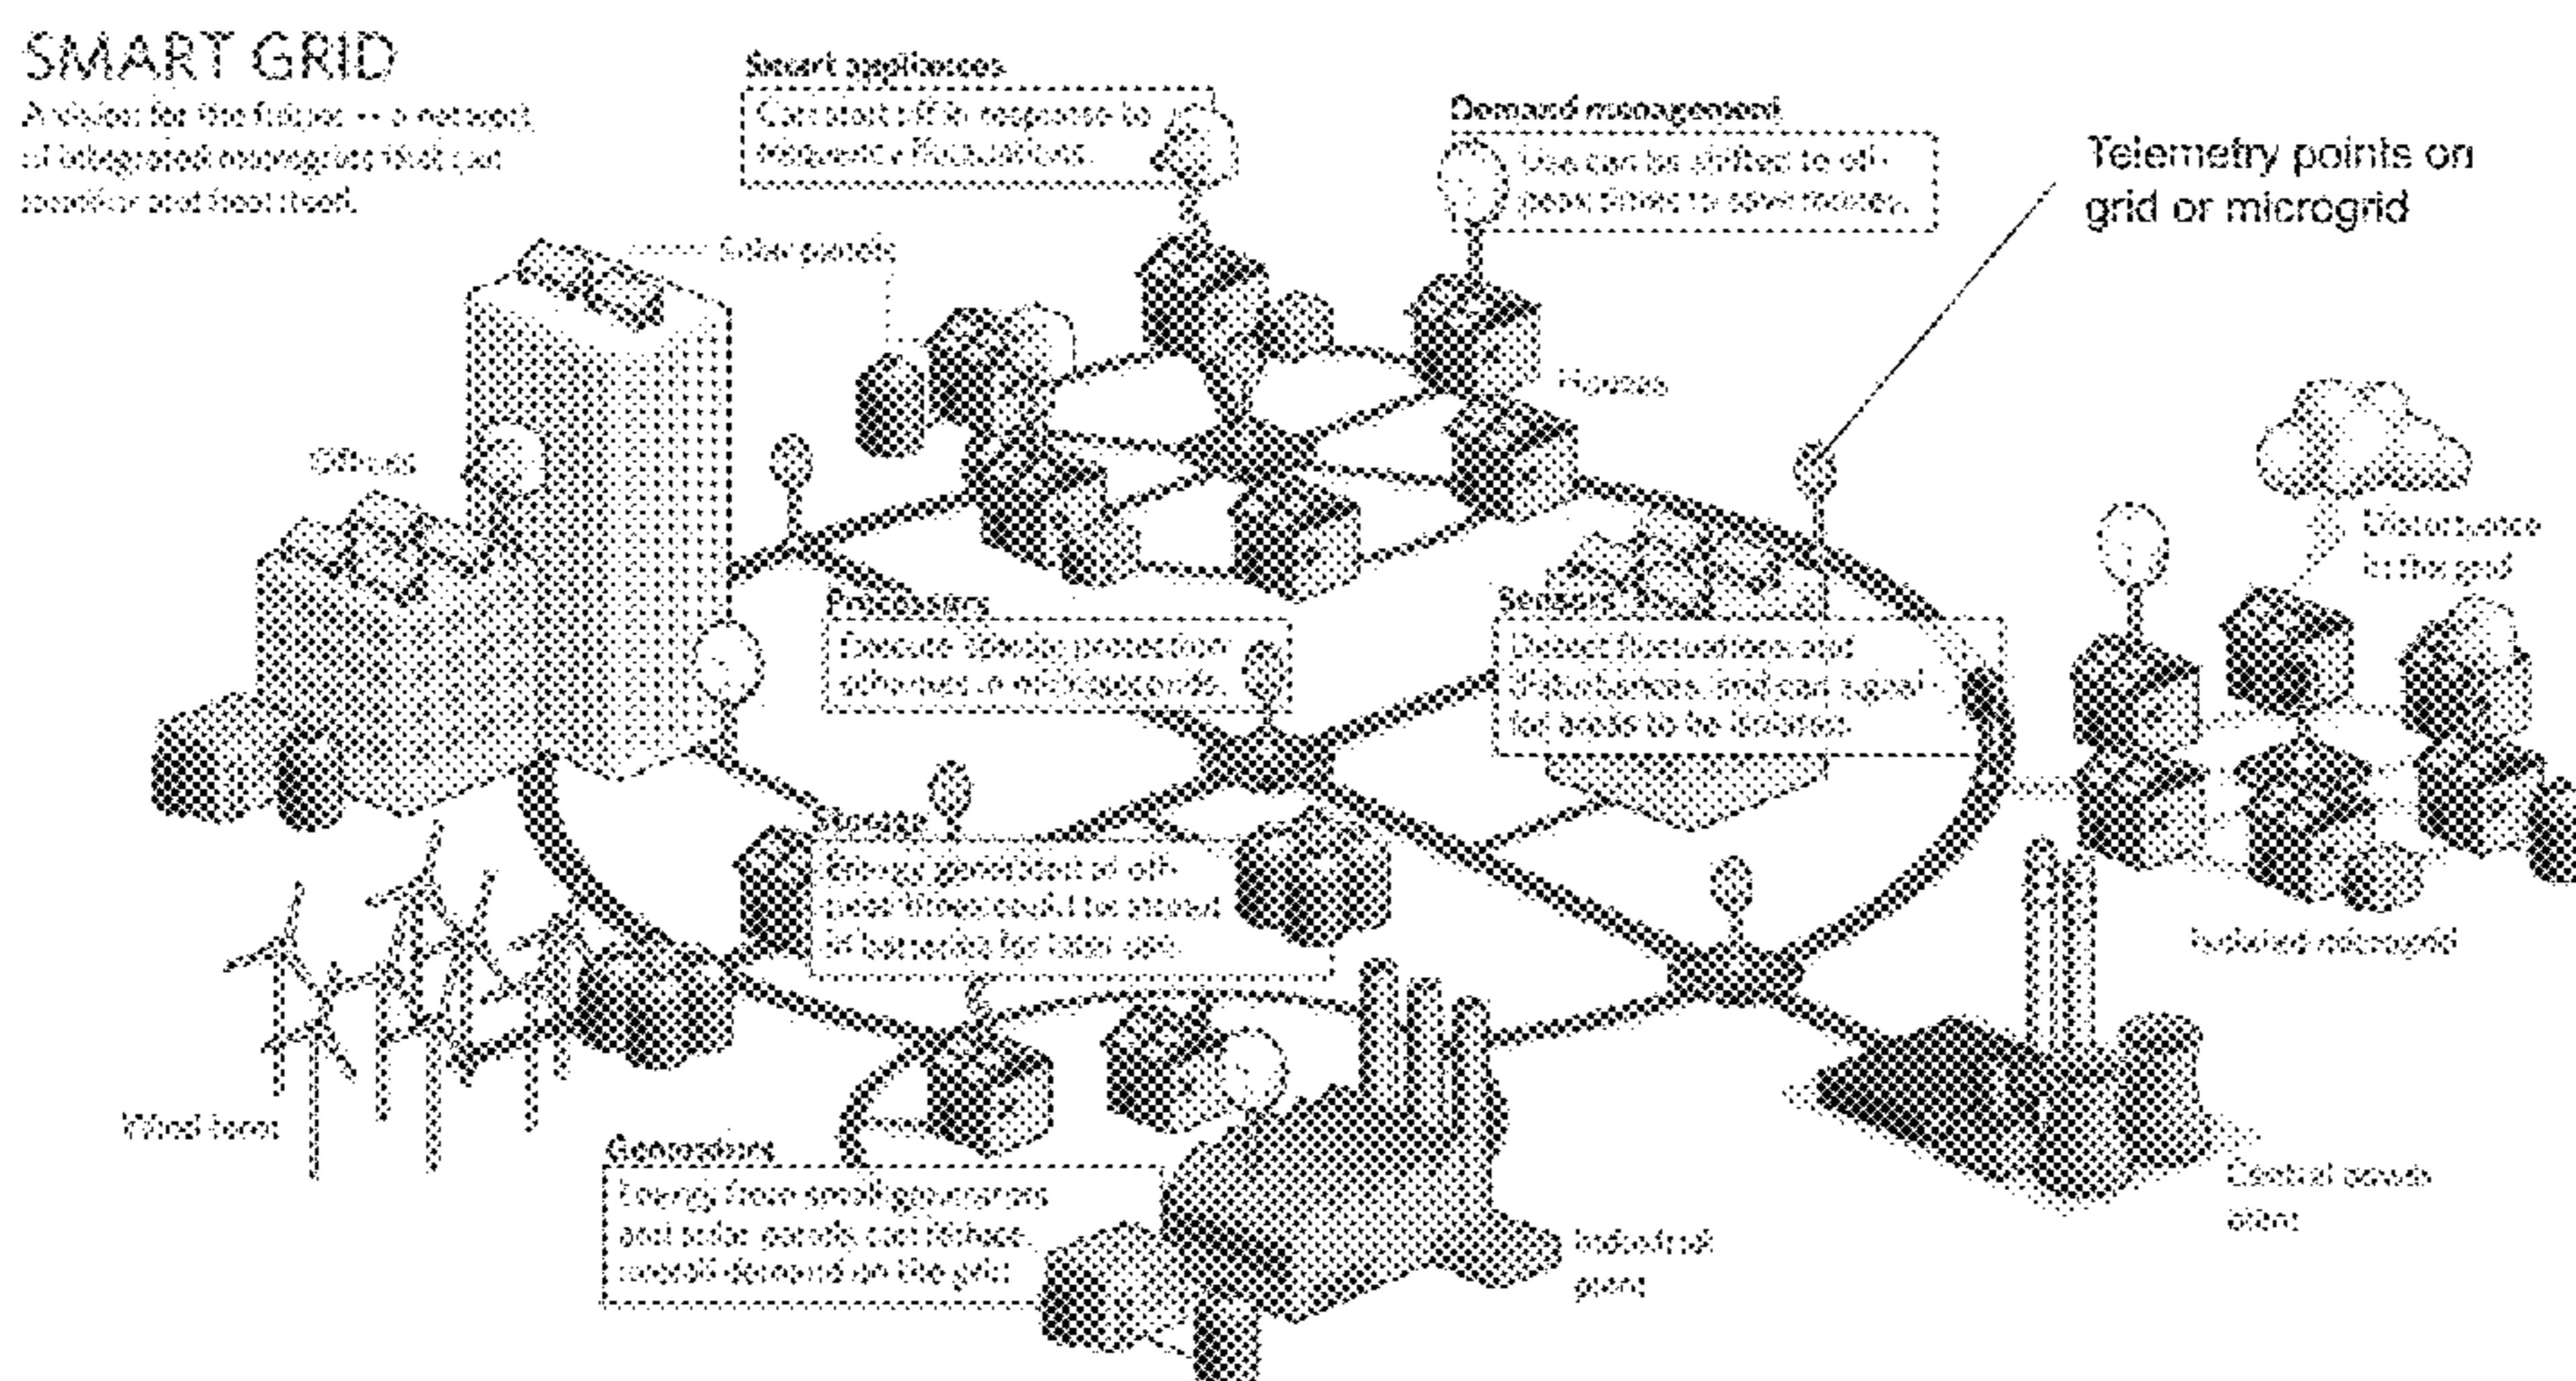 SMART GRID
A vision for the future — a network
of integrated microgrids that can
monitor and heal itself.
Smart appliances
Can shut off in response to
frequency fluctuations.
Demand management
Use can be shifted to off-
peak times to save money.
Telemetry points on
grid or microgrid
Solar panels
Houses
Offices
Disturbance
in the grid
Processors
Execute special protection
schemes in microseconds.
Sensors
Detect fluctuations and
disturbances, and can signal
for areas to be isolated.
Storage
Energy generated at off-
peak times could be stored
in batteries for later use.
Isolated microgrid
Wind farm
Generators
Energy from small generators
and solar panels can reduce
overall demand on the grid.
Central power
plant
Industrial
plant